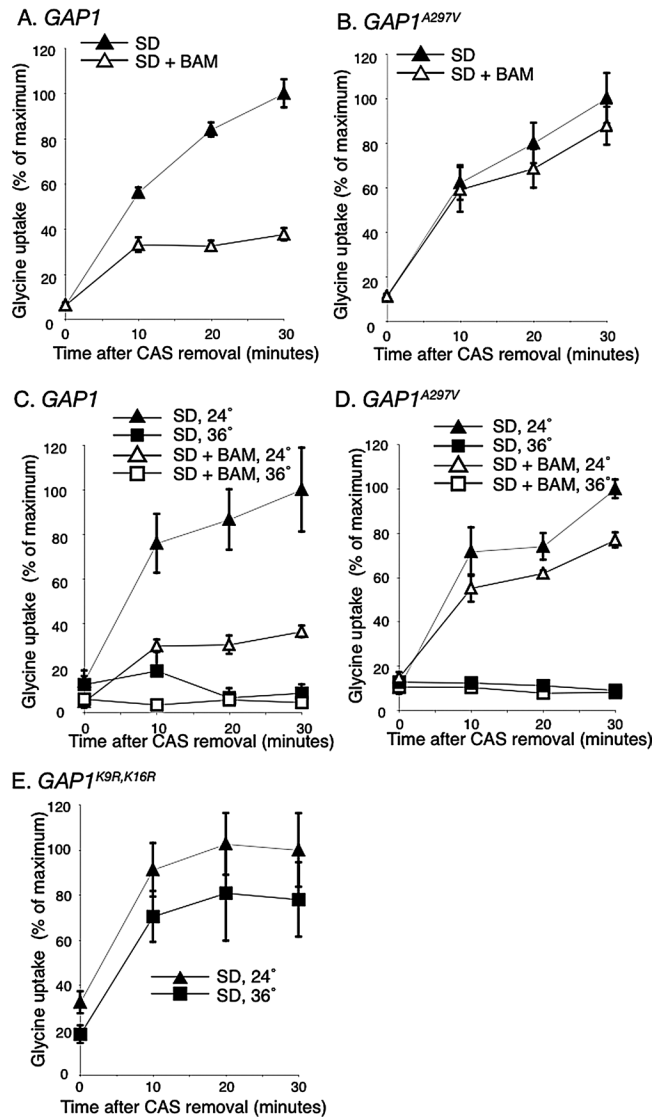 A. GAP1
SD
SD + BAM
Glycine uptake (% of maximum)
120
100
80
60
40
20
0
0 10 20 30
Time after CAS removal (minutes)
B. GAP1^A297V
SD
SD + BAM
Glycine uptake (% of maximum)
120
100
80
60
40
20
0
0 10 20 30
Time after CAS removal (minutes)
C. GAP1
SD, 24°
SD, 36°
SD + BAM, 24°
SD + BAM, 36°
Glycine uptake (% of maximum)
120
100
80
60
40
20
0
0 10 20 30
Time after CAS removal (minutes)
D. GAP1^A297V
SD, 24°
SD, 36°
SD + BAM, 24°
SD + BAM, 36°
Glycine uptake (% of maximum)
120
100
80
60
40
20
0
0 10 20 30
Time after CAS removal (minutes)
E. GAP1^K9R,K16R
Glycine uptake (% of maximum)
120
100
80
60
40
20
0
SD, 24°
SD, 36°
0 10 20 30
Time after CAS removal (minutes)